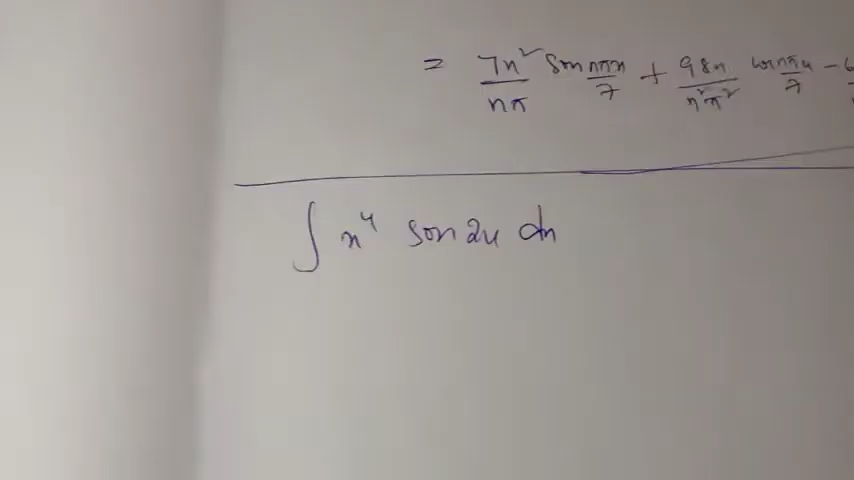 = 7x²/nπ sin nπx/7 + 98x/n²π² cos nπx/7 -
∫ x⁴ sin 2x dx